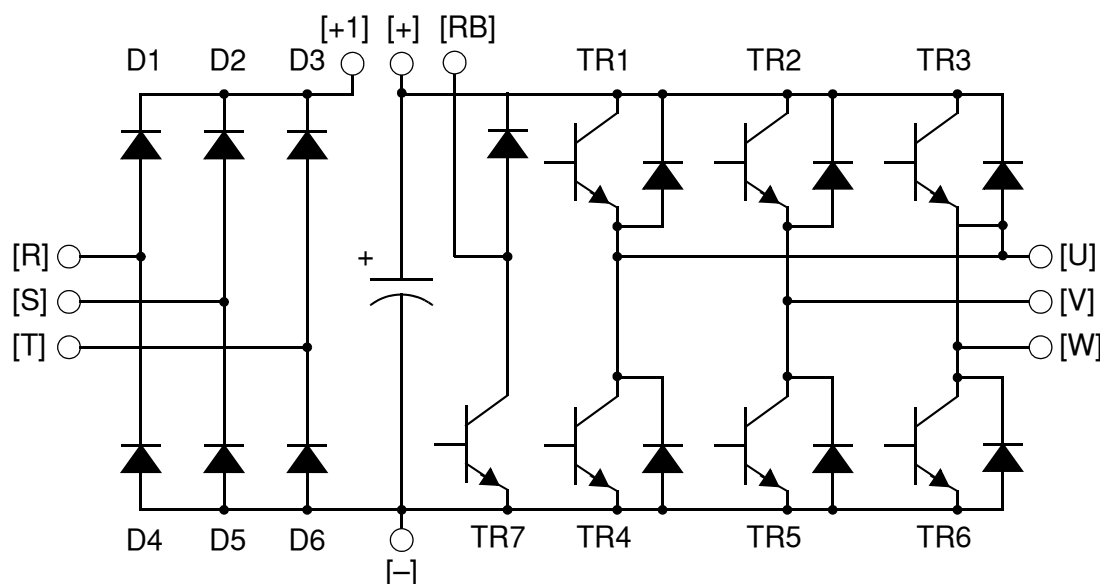 [+1] [+] [RB]
D1 D2 D3 TR1 TR2 TR3
[R] + [U]
[S] [V]
[T] [W]
D4 D5 D6 TR7 TR4 TR5 TR6
[–]